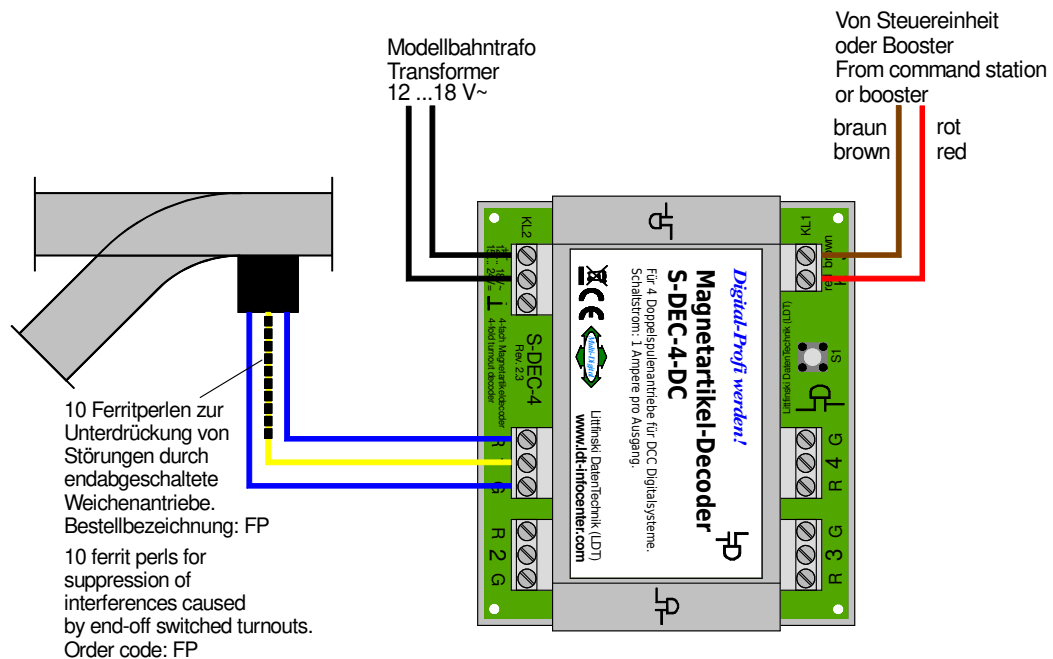 Modellbahntrafo
Transformer
12 ...18 V~
Von Steuereinheit
oder Booster
From command station
or booster
braun
brown
rot
red
10 Ferritperlen zur
Unterdrückung von
Störungen durch
endabgeschaltete
Weichenantriebe.
Bestellbezeichnung: FP
10 ferrit perls for
suppression of
interferences caused
by end-off switched turnouts.
Order code: FP
KL2
4-fach Magnetartikeldecoder
4-fold turnout decoder
S-DEC-4
Rev. 2.3
R
G
R 2 G
Digital-Profi werden!
Magnetartikel-Decoder
S-DEC-4-DC
Für 4 Doppelspulenantriebe für DCC Digitalsysteme.
Schaltstrom: 1 Ampere pro Ausgang.
CE
Multi-Digital
Littfinski DatenTechnik (LDT)
www.ldt-infocenter.com
KL1
brown
S1
Littfinski DatenTechnik (LDT)
R 4 G
R 3 G